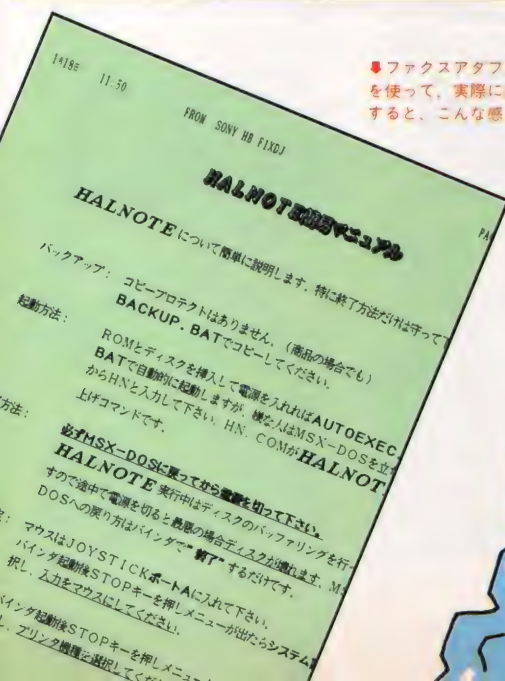 ■ファクスアタプ
を使って、実際に
すると、こんな感
1月18日 11:50
FROM SONY HB F1XDJ
PA
HALNOTE簡易マニュアル
HALNOTEについて簡単に説明します。特に終了方法だけは守って下
バックアップ: コピープロテクトはありません。(商品の場合でも)
BACKUP.BATでコピーしてください。
起動方法: ROMとディスクを挿入して電源を入れればAUTOEXEC.
BATで自動的に起動しますが、嫌な人はMSX-DOSを立ち
からHNと入力して下さい。HN.COMがHALNOT
上げコマンドです。
方法: 必ずMSX-DOSに戻ってから電源を切って下さい。
HALNOTE実行中はディスクのバッファリングを行
すので途中で電源を切ると最悪の場合ディスクが壊れます。M
DOSへの戻り方はバインダで"終了"するだけです。
定: マウスはJOYSTICKポートAに入れて下さい。
バインダ起動後STOPキーを押しメニューが出たらシステム
択し、入力をマウスにしてください。
バインダ起動後STOPキーを押しメニュー
し、プリンタ機種を選択してくだ